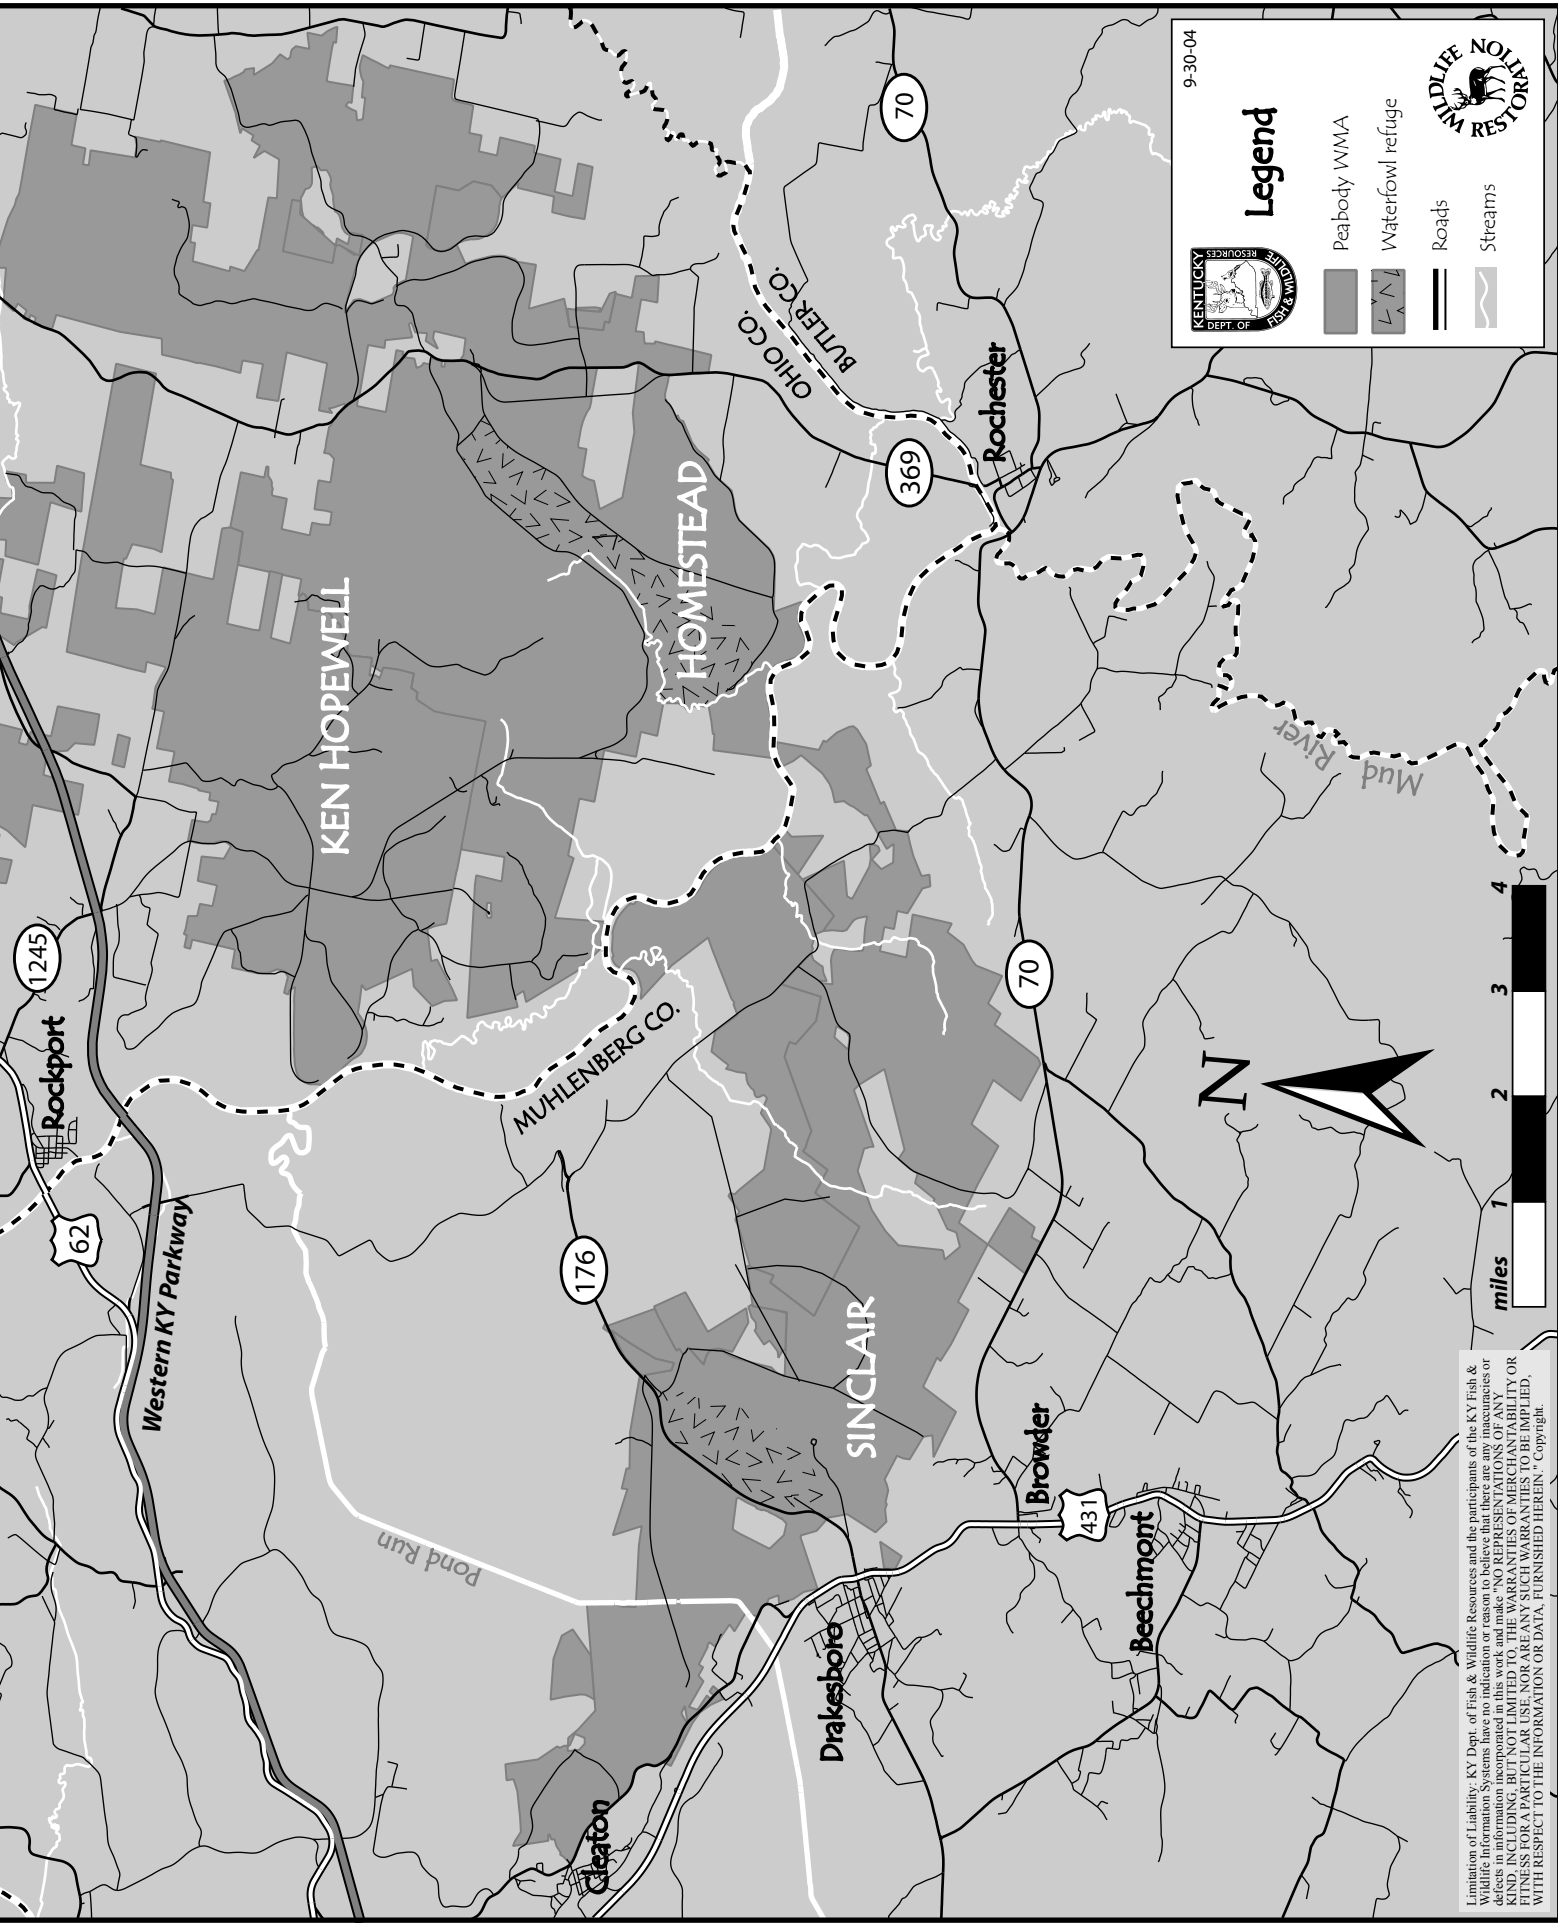 1245
Rockport
62
Western KY Parkway
KEN HOPEWELL
HOMESTEAD
OHIO CO.
BUTLER CO.
MUHLENBERG CO.
70
369
Rochester
176
Pond Run
SINCLAIR
70
Mud River
Cleaton
Drakesboro
Browder
431
Beechmont
N
miles 1 2 3 4
9-30-04
Legend
KENTUCKY
DEPT. OF
FISH & WILDLIFE
RESOURCES
Peabody WMA
Waterfowl refuge
Roads
Streams
WILDLIFE RESTORATION
Limitation of Liability: KY Dept. of Fish & Wildlife Resources and the participants of the KY Fish &
Wildlife Information Systems have no indication or reason to believe that there are any inaccuracies or
defects in information incorporated in this work and make "NO REPRESENTATIONS OF ANY
KIND, INCLUDING, BUT NOT LIMITED TO, THE WARRANTIES OF MERCHANTABILITY OR
FITNESS FOR A PARTICULAR USE, NOR ARE ANY SUCH WARRANTIES TO BE IMPLIED,
WITH RESPECT TO THE INFORMATION OR DATA, FURNISHED HEREIN." Copyright.